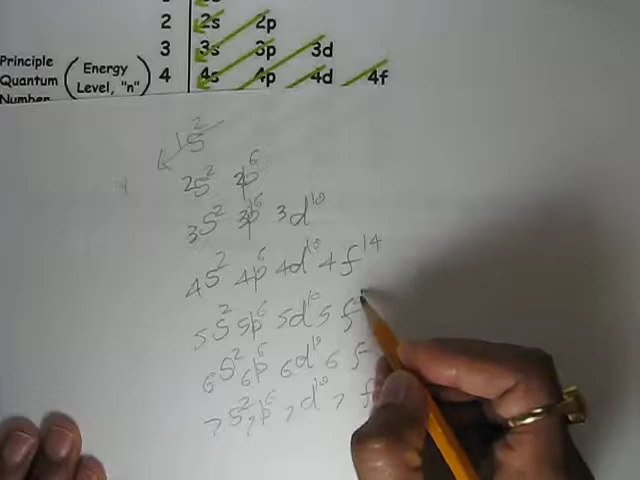 2 2s 2p
3 3s 3p 3d
4 4s 4p 4d 4f
Principle Quantum Number (Energy Level, "n")
1s²
2s² 2p⁶
3s² 3p⁶ 3d¹⁰
4s² 4p⁶ 4d¹⁰ 4f¹⁴
5s² 5p⁶ 5d¹⁰ 5f
6s² 6p⁶ 6d¹⁰ 6f
7s² 7p⁶ 7d¹⁰ 7f